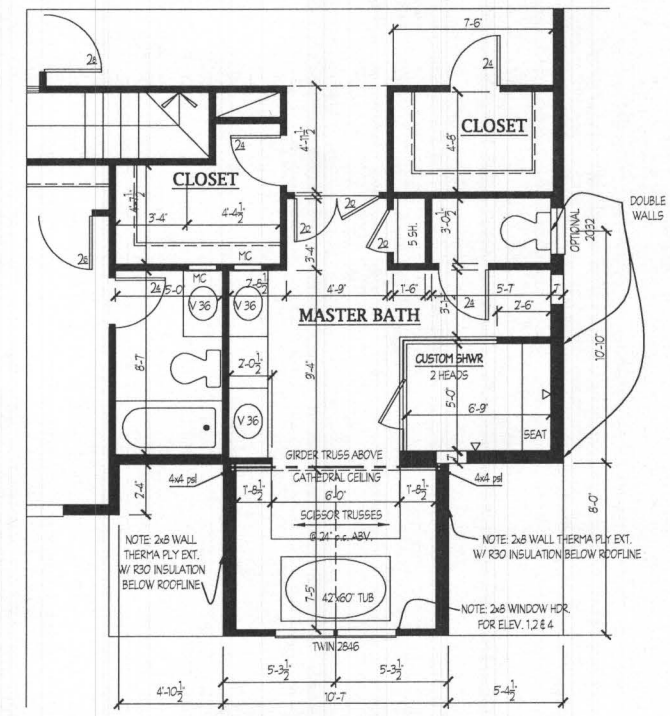 7'-6"
28
24
CLOSET
24
4'-11½"
4'-8"
CLOSET
4'-7½"
3'-4"
4'-4½"
20
20
20
5 SH.
3'-0½"
OPTIONAL
2032
DOUBLE
WALLS
28
3'-4"
MC
MC
24
5'-0"
V 36
V 36
2'-8½"
4'-9"
1'-6"
24
5'-7"
7"
2'-6"
MASTER BATH
8'-7"
2'-0½"
9'-4"
CUSTOM SHWR
2 HEADS
5'-0"
6'-9"
10'-10"
V 36
SEAT
GIRDER TRUSS ABOVE
4x4 psl
CATHEDRAL CEILING
4x4 psl
2'-4"
1'-8½"
6'-0"
1'-8½"
8'-0"
SCISSOR TRUSSES
@ 24" o.c. ABV.
NOTE: 2x8 WALL
THERMA PLY EXT.
W/ R30 INSULATION
BELOW ROOFLINE
NOTE: 2x8 WALL THERMA PLY EXT.
W/ R30 INSULATION BELOW ROOFLINE
42"x60" TUB
7'-5"
NOTE: 2x8 WINDOW HDR.
FOR ELEV. 1,2 & 4
TWIN 2846
5'-3½"
5'-3½"
4'-10½"
10'-7"
5'-4½"